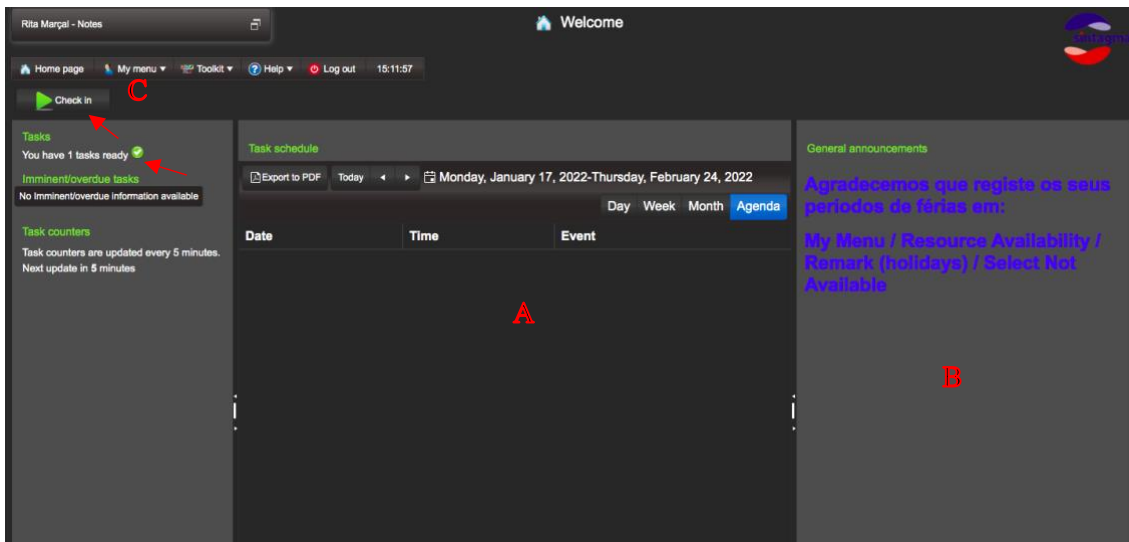 Rita Marçal - Notes
Welcome
sintagma
Home page My menu Toolkit Help Log out 15:11:57
C
Check in
Tasks
You have 1 tasks ready
Imminent/overdue tasks
No Imminent/overdue information available
Task counters
Task counters are updated every 5 minutes.
Next update in 5 minutes
Task schedule
Export to PDF Today Monday, January 17, 2022-Thursday, February 24, 2022
Day Week Month Agenda
Date Time Event
A
General announcements
Agradecemos que registe os seus
periodos de férias em:
My Menu / Resource Availability /
Remark (holidays) / Select Not
Available
B